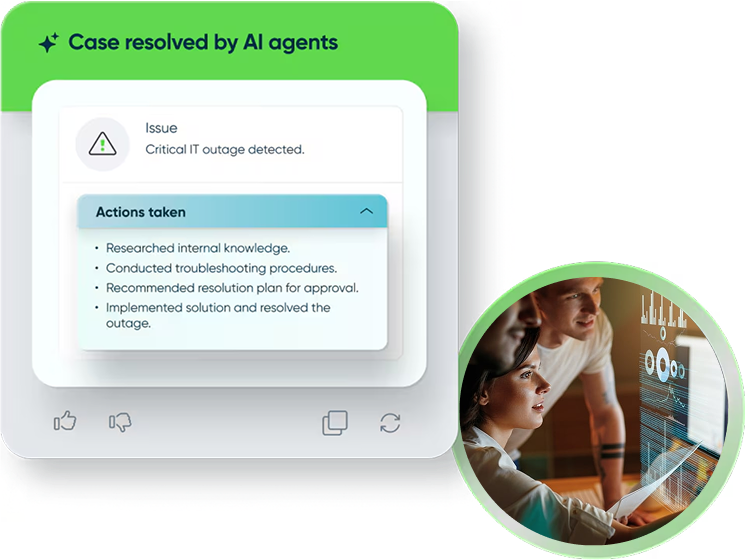 Case resolved by AI agents
Issue
Critical IT outage detected.
Actions taken
• Researched internal knowledge.
• Conducted troubleshooting procedures.
• Recommended resolution plan for approval.
• Implemented solution and resolved the
outage.